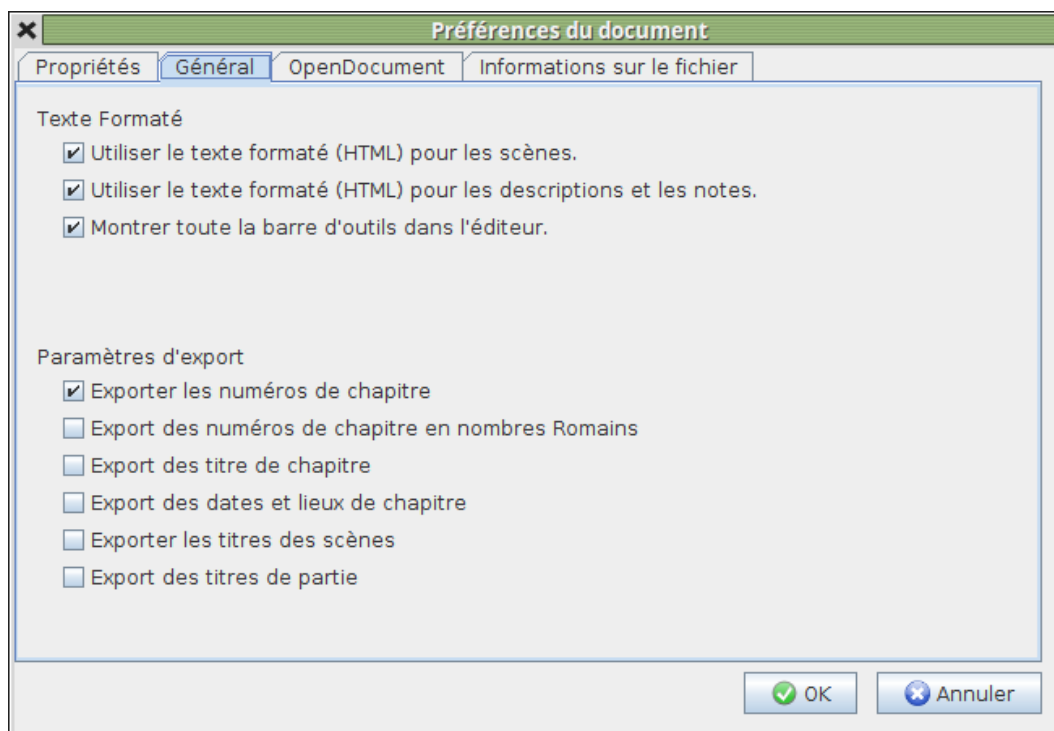 Préférences du document
Propriétés Général OpenDocument Informations sur le fichier
Texte Formaté
Utiliser le texte formaté (HTML) pour les scènes.
Utiliser le texte formaté (HTML) pour les descriptions et les notes.
Montrer toute la barre d'outils dans l'éditeur.
Paramètres d'export
Exporter les numéros de chapitre
Export des numéros de chapitre en nombres Romains
Export des titre de chapitre
Export des dates et lieux de chapitre
Exporter les titres des scènes
Export des titres de partie
OK Annuler